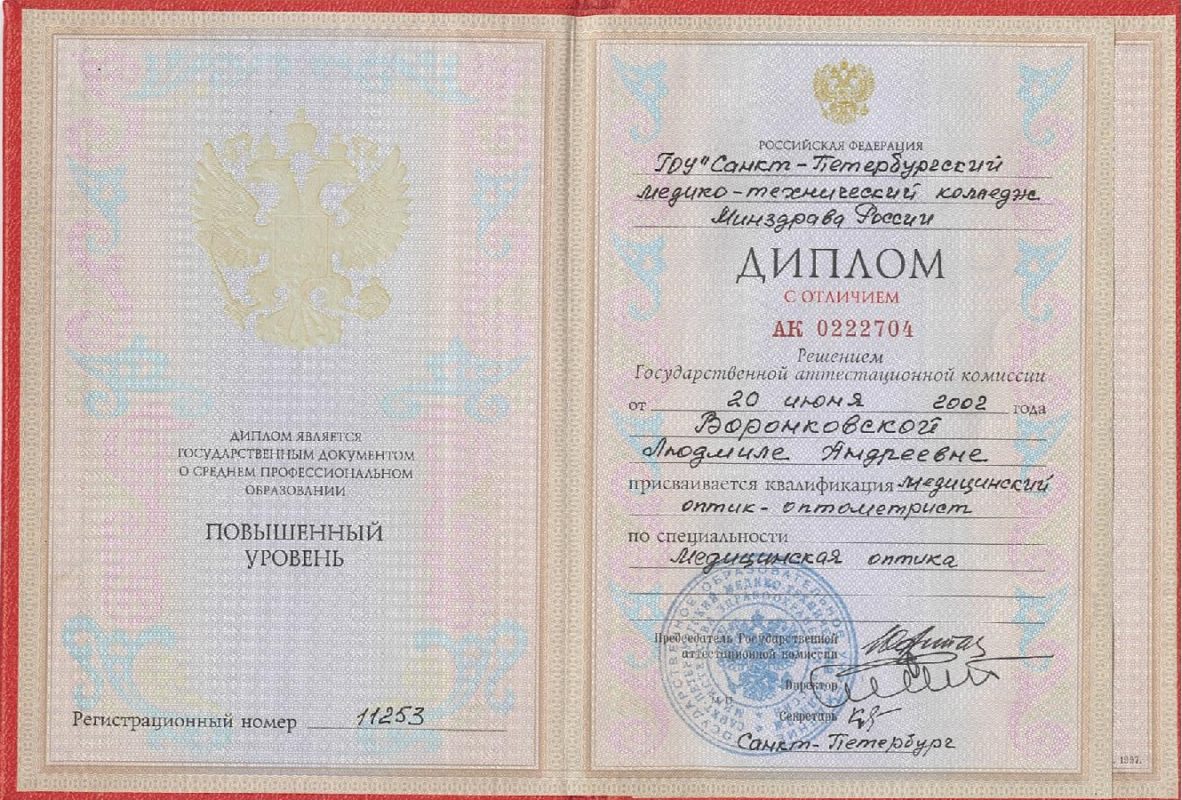 ДИПЛОМ ЯВЛЯЕТСЯ
ГОСУДАРСТВЕННЫМ ДОКУМЕНТОМ
О СРЕДНЕМ ПРОФЕССИОНАЛЬНОМ
ОБРАЗОВАНИИ
ПОВЫШЕННЫЙ
УРОВЕНЬ
Регистрационный номер 11253
РОССИЙСКАЯ ФЕДЕРАЦИЯ
ГОУ "Санкт-Петербургский
медико-технический колледж
Минздрава России
ДИПЛОМ
С ОТЛИЧИЕМ
АК 0222704
Решением
Государственной аттестационной комиссии
от 20 июня 2002 года
Воронковской
Людмиле Андреевне
присваивается квалификация медицинский
оптик-оптометрист
по специальности
Медицинская оптика
Председатель Государственной
аттестационной комиссии
Директор
Секретарь
Санкт-Петербург
1997.